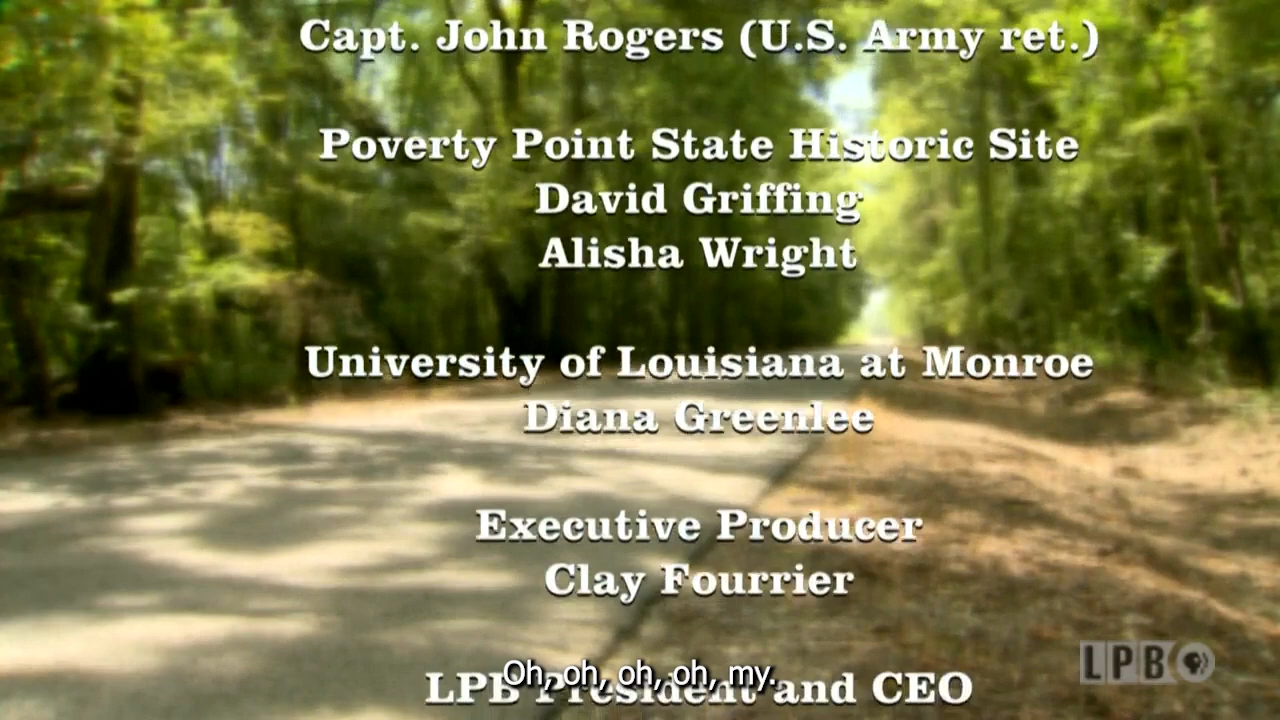 Capt. John Rogers (U.S. Army ret.)
Poverty Point State Historic Site
David Griffing
Alisha Wright
University of Louisiana at Monroe
Diana Greenlee
Executive Producer
Clay Fourrier
Oh, oh, oh, oh, my.
LPB President and CEO
LPB